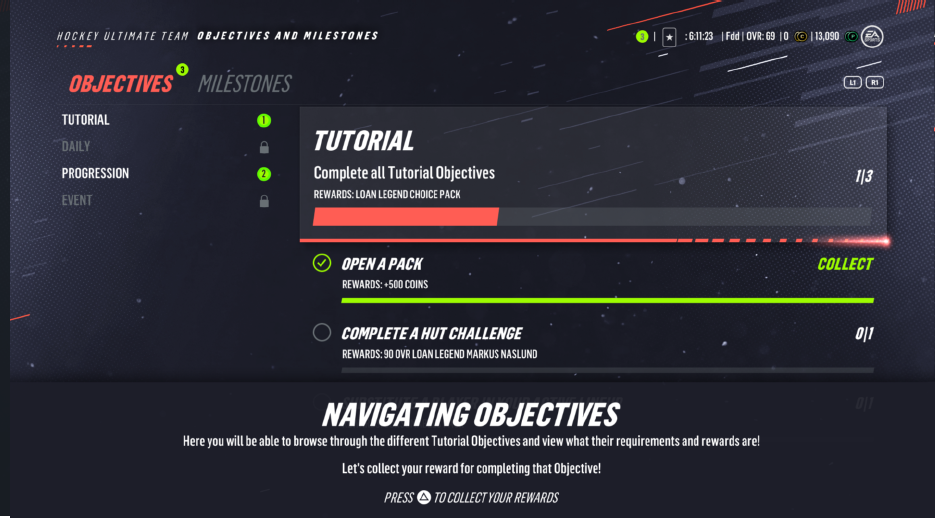 HOCKEY ULTIMATE TEAM OBJECTIVES AND MILESTONES
3 | : 6:11:23 | Fdd | OVR: 69 | 0 | 13,090 EA SPORTS
OBJECTIVES 3 MILESTONES
L1 R1
TUTORIAL 1
DAILY
PROGRESSION 2
EVENT
TUTORIAL
Complete all Tutorial Objectives
1|3
REWARDS: LOAN LEGEND CHOICE PACK
OPEN A PACK
COLLECT
REWARDS: +500 COINS
COMPLETE A HUT CHALLENGE
0|1
REWARDS: 90 OVR LOAN LEGEND MARKUS NASLUND
0|1
NAVIGATING OBJECTIVES
Here you will be able to browse through the different Tutorial Objectives and view what their requirements and rewards are!
Let's collect your reward for completing that Objective!
PRESS TO COLLECT YOUR REWARDS